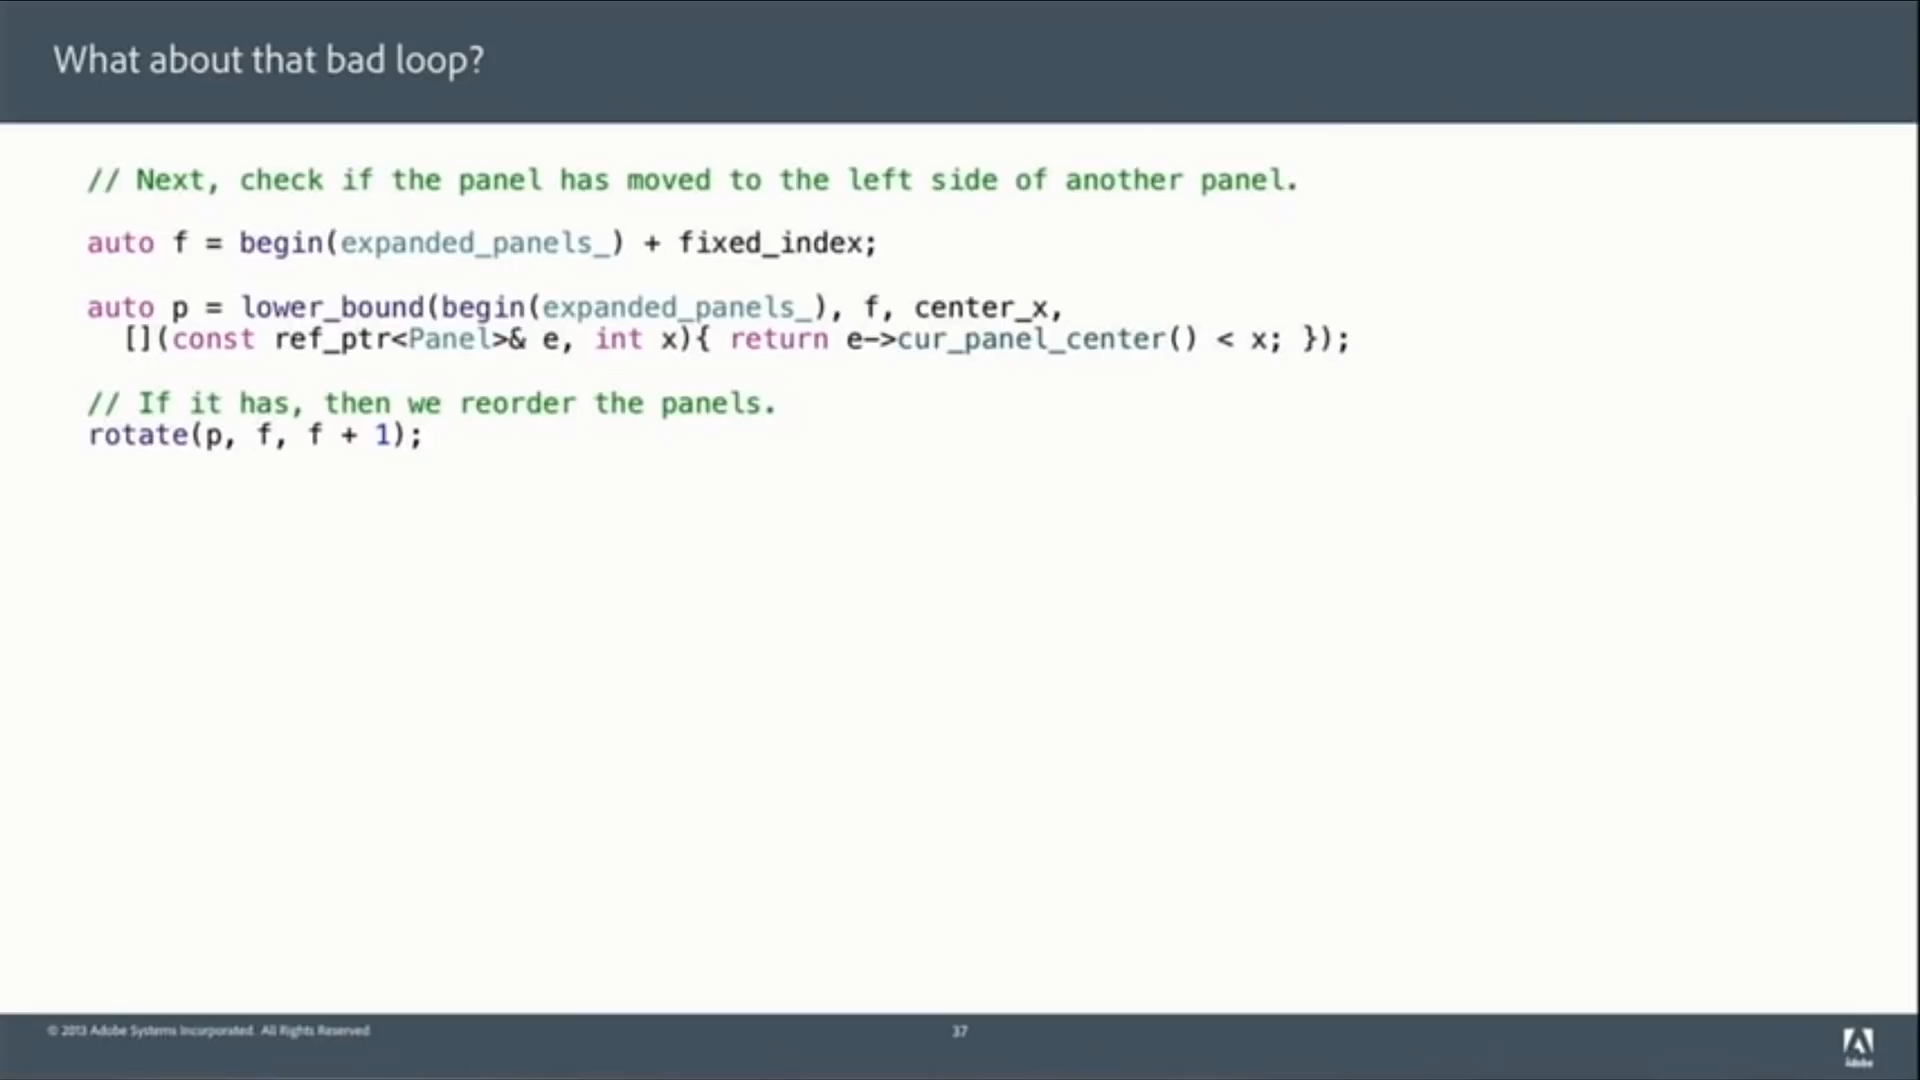 What about that bad loop?
// Next, check if the panel has moved to the left side of another panel.
auto f = begin(expanded_panels_) + fixed_index;
auto p = lower_bound(begin(expanded_panels_), f, center_x,
[](const ref_ptr<Panel>& e, int x){ return e->cur_panel_center() < x; });
// If it has, then we reorder the panels.
rotate(p, f, f + 1);
© 2013 Adobe Systems Incorporated. All Rights Reserved
37
Adobe